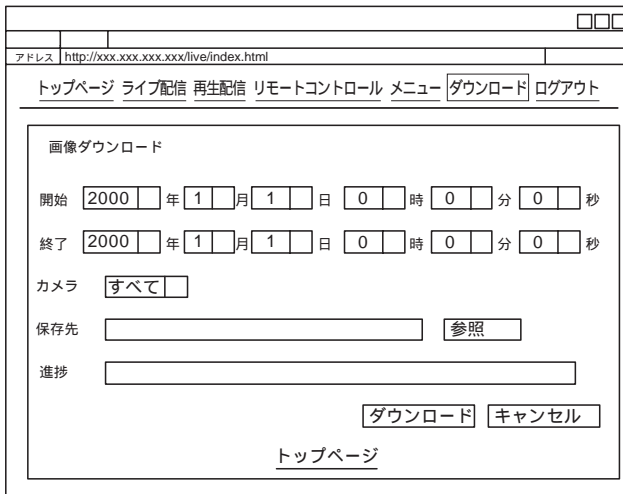 アドレス http://xxx.xxx.xxx.xxx/live/index.html
トップページ ライブ配信 再生配信 リモートコントロール メニュー ダウンロード ログアウト
画像ダウンロード
開始 2000 年 1 月 1 日 0 時 0 分 0 秒
終了 2000 年 1 月 1 日 0 時 0 分 0 秒
カメラ すべて
保存先 参照
進捗
ダウンロード キャンセル
トップページ